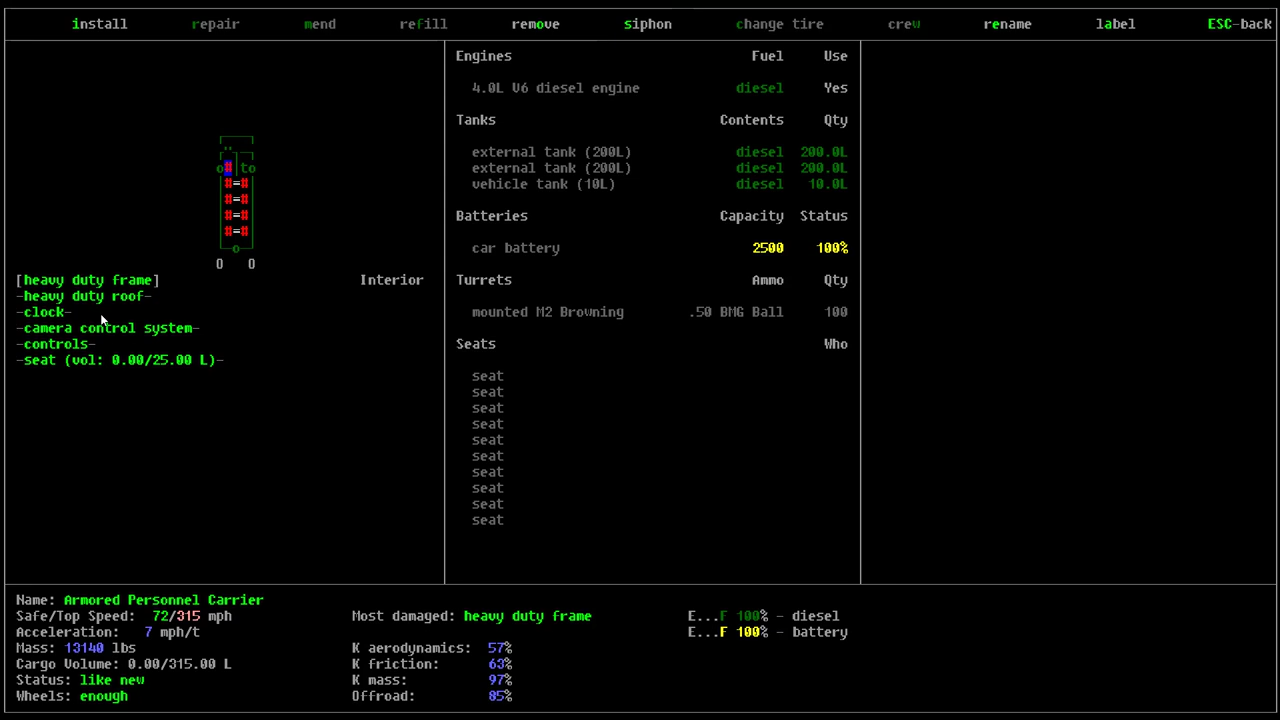 install repair mend refill remove siphon change tire crew rename label ESC-back
Engines Fuel Use
4.0L V6 diesel engine diesel Yes
Tanks Contents Qty
external tank (200L) diesel 200.0L
external tank (200L) diesel 200.0L
vehicle tank (10L) diesel 10.0L
Batteries Capacity Status
car battery 2500 100%
Turrets Ammo Qty
mounted M2 Browning .50 BMG Ball 100
Seats Who
seat
seat
seat
seat
seat
seat
seat
seat
seat
seat
o# to
#=#
#=#
#=#
#=#
o
0 0
[heavy duty frame] Interior
-heavy duty roof-
-clock-
-camera control system-
-controls-
-seat (vol: 0.00/25.00 L)-
Name: Armored Personnel Carrier
Safe/Top Speed: 72/315 mph
Acceleration: 7 mph/t
Mass: 13140 lbs
Cargo Volume: 0.00/315.00 L
Status: like new
Wheels: enough
Most damaged: heavy duty frame
K aerodynamics: 57%
K friction: 63%
K mass: 97%
Offroad: 85%
E...F 100% - diesel
E...F 100% - battery